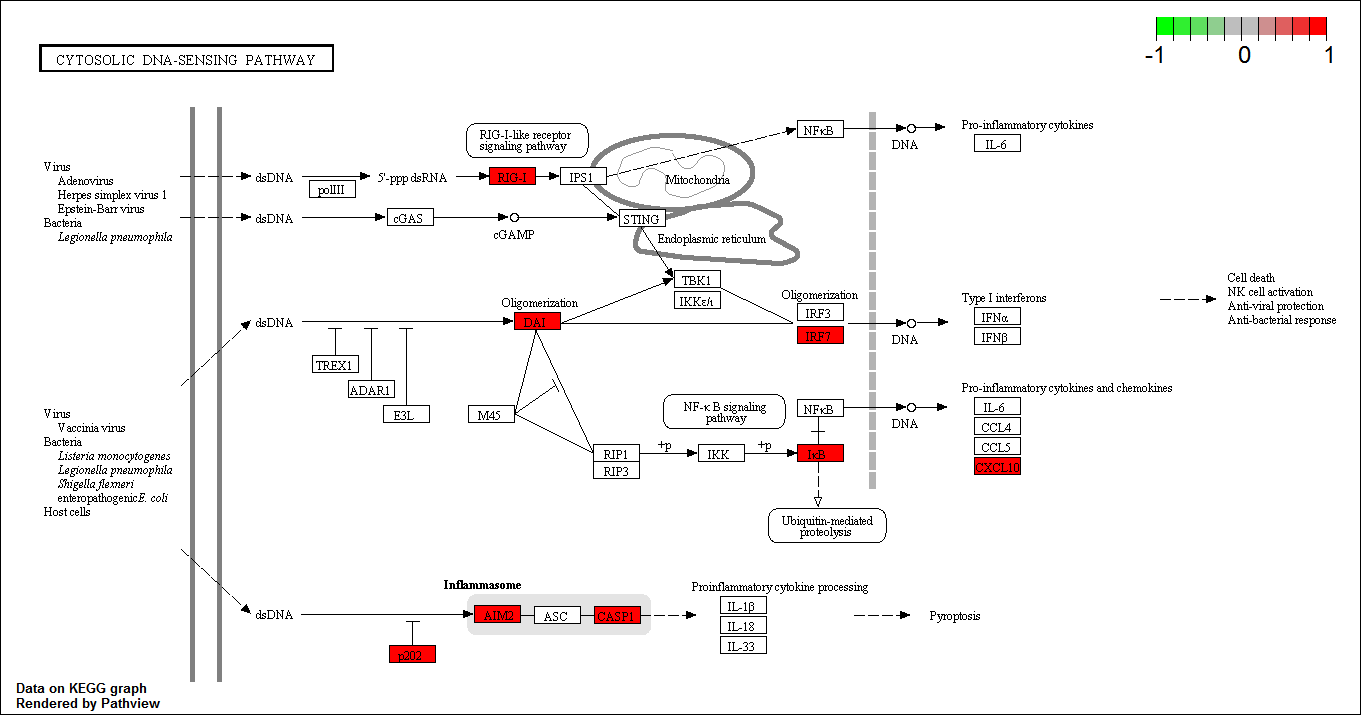 -1 0 1
CYTOSOLIC DNA-SENSING PATHWAY
RIG-I-like receptor
signaling pathway
NFκB
DNA
Pro-inflammatory cytokines
IL-6
Virus
Adenovirus
Herpes simplex virus 1
Epstein-Barr virus
Bacteria
Legionella pneumophila
dsDNA
polIII
5'-ppp dsRNA
RIG-I
IPS1
Mitochondria
dsDNA
cGAS
cGAMP
STING
Endoplasmic reticulum
TBK1
IKKε/ι
Oligomerization
IRF3
IRF7
DNA
Type I interferons
IFNα
IFNβ
Cell death
NK cell activation
Anti-viral protection
Anti-bacterial response
dsDNA
Oligomerization
DAI
TREX1
ADAR1
E3L
M45
NF-κ B signaling
pathway
NFκB
DNA
Pro-inflammatory cytokines and chemokines
IL-6
CCL4
CCL5
CXCL10
Virus
Vaccinia virus
Bacteria
Listeria monocytogenes
Legionella pneumophila
Shigella flexneri
enteropathogenicE. coli
Host cells
RIP1
RIP3
+p
IKK
+p
IκB
Ubiquitin-mediated
proteolysis
Inflammasome
dsDNA
AIM2
ASC
CASP1
p202
Proinflammatory cytokine processing
IL-1β
IL-18
IL-33
Pyroptosis
Data on KEGG graph
Rendered by Pathview